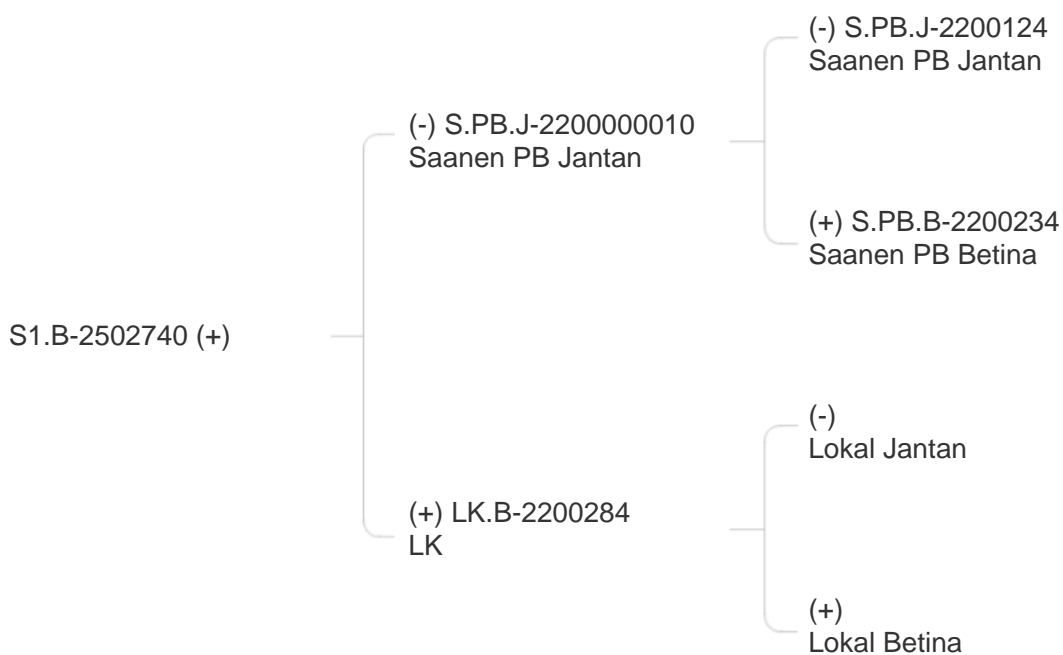 (-) S.PB.J-2200124
Saanen PB Jantan
(-) S.PB.J-2200000010
Saanen PB Jantan
(+) S.PB.B-2200234
Saanen PB Betina
S1.B-2502740 (+)
(-)
Lokal Jantan
(+) LK.B-2200284
LK
(+)
Lokal Betina